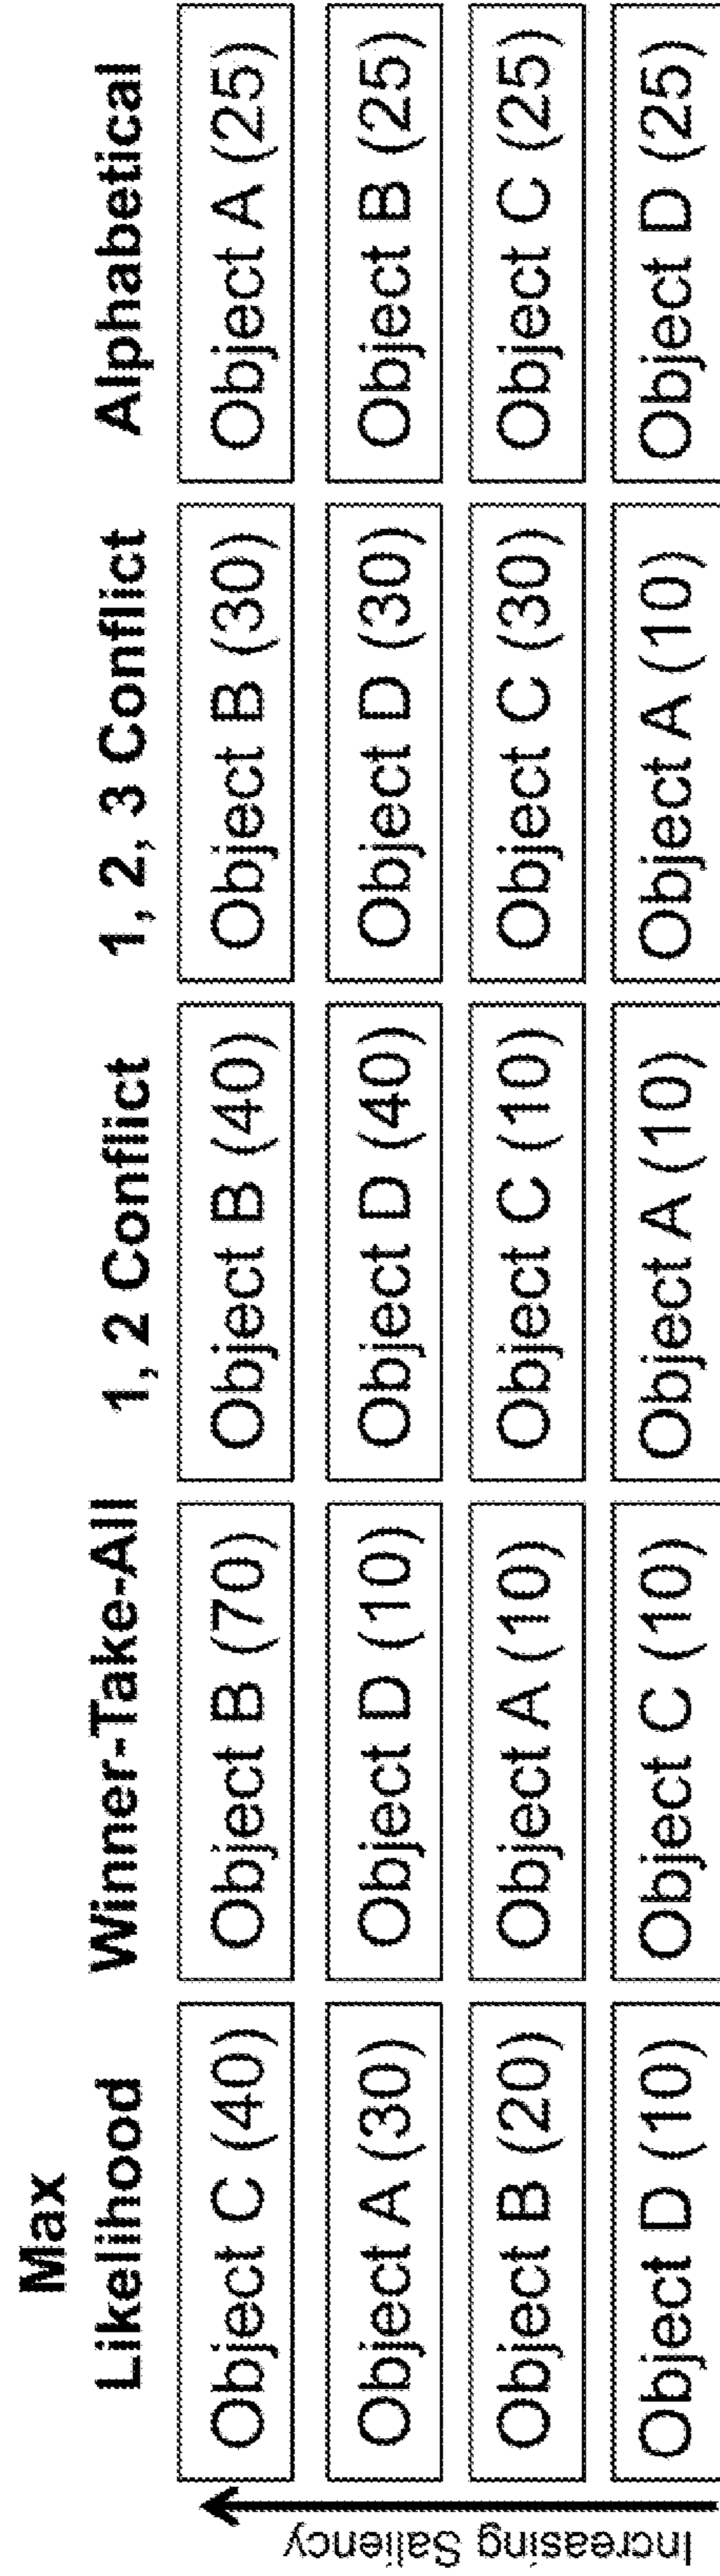 Max
Likelihood
Winner-Take-All
1, 2 Conflict
1, 2, 3 Conflict
Alphabetical
Object C (40)
Object B (70)
Object B (40)
Object B (30)
Object A (25)
Object A (30)
Object D (10)
Object D (40)
Object D (30)
Object B (25)
Object B (20)
Object A (10)
Object C (10)
Object C (30)
Object C (25)
Object D (10)
Object C (10)
Object A (10)
Object A (10)
Object D (25)
Increasing Saliency